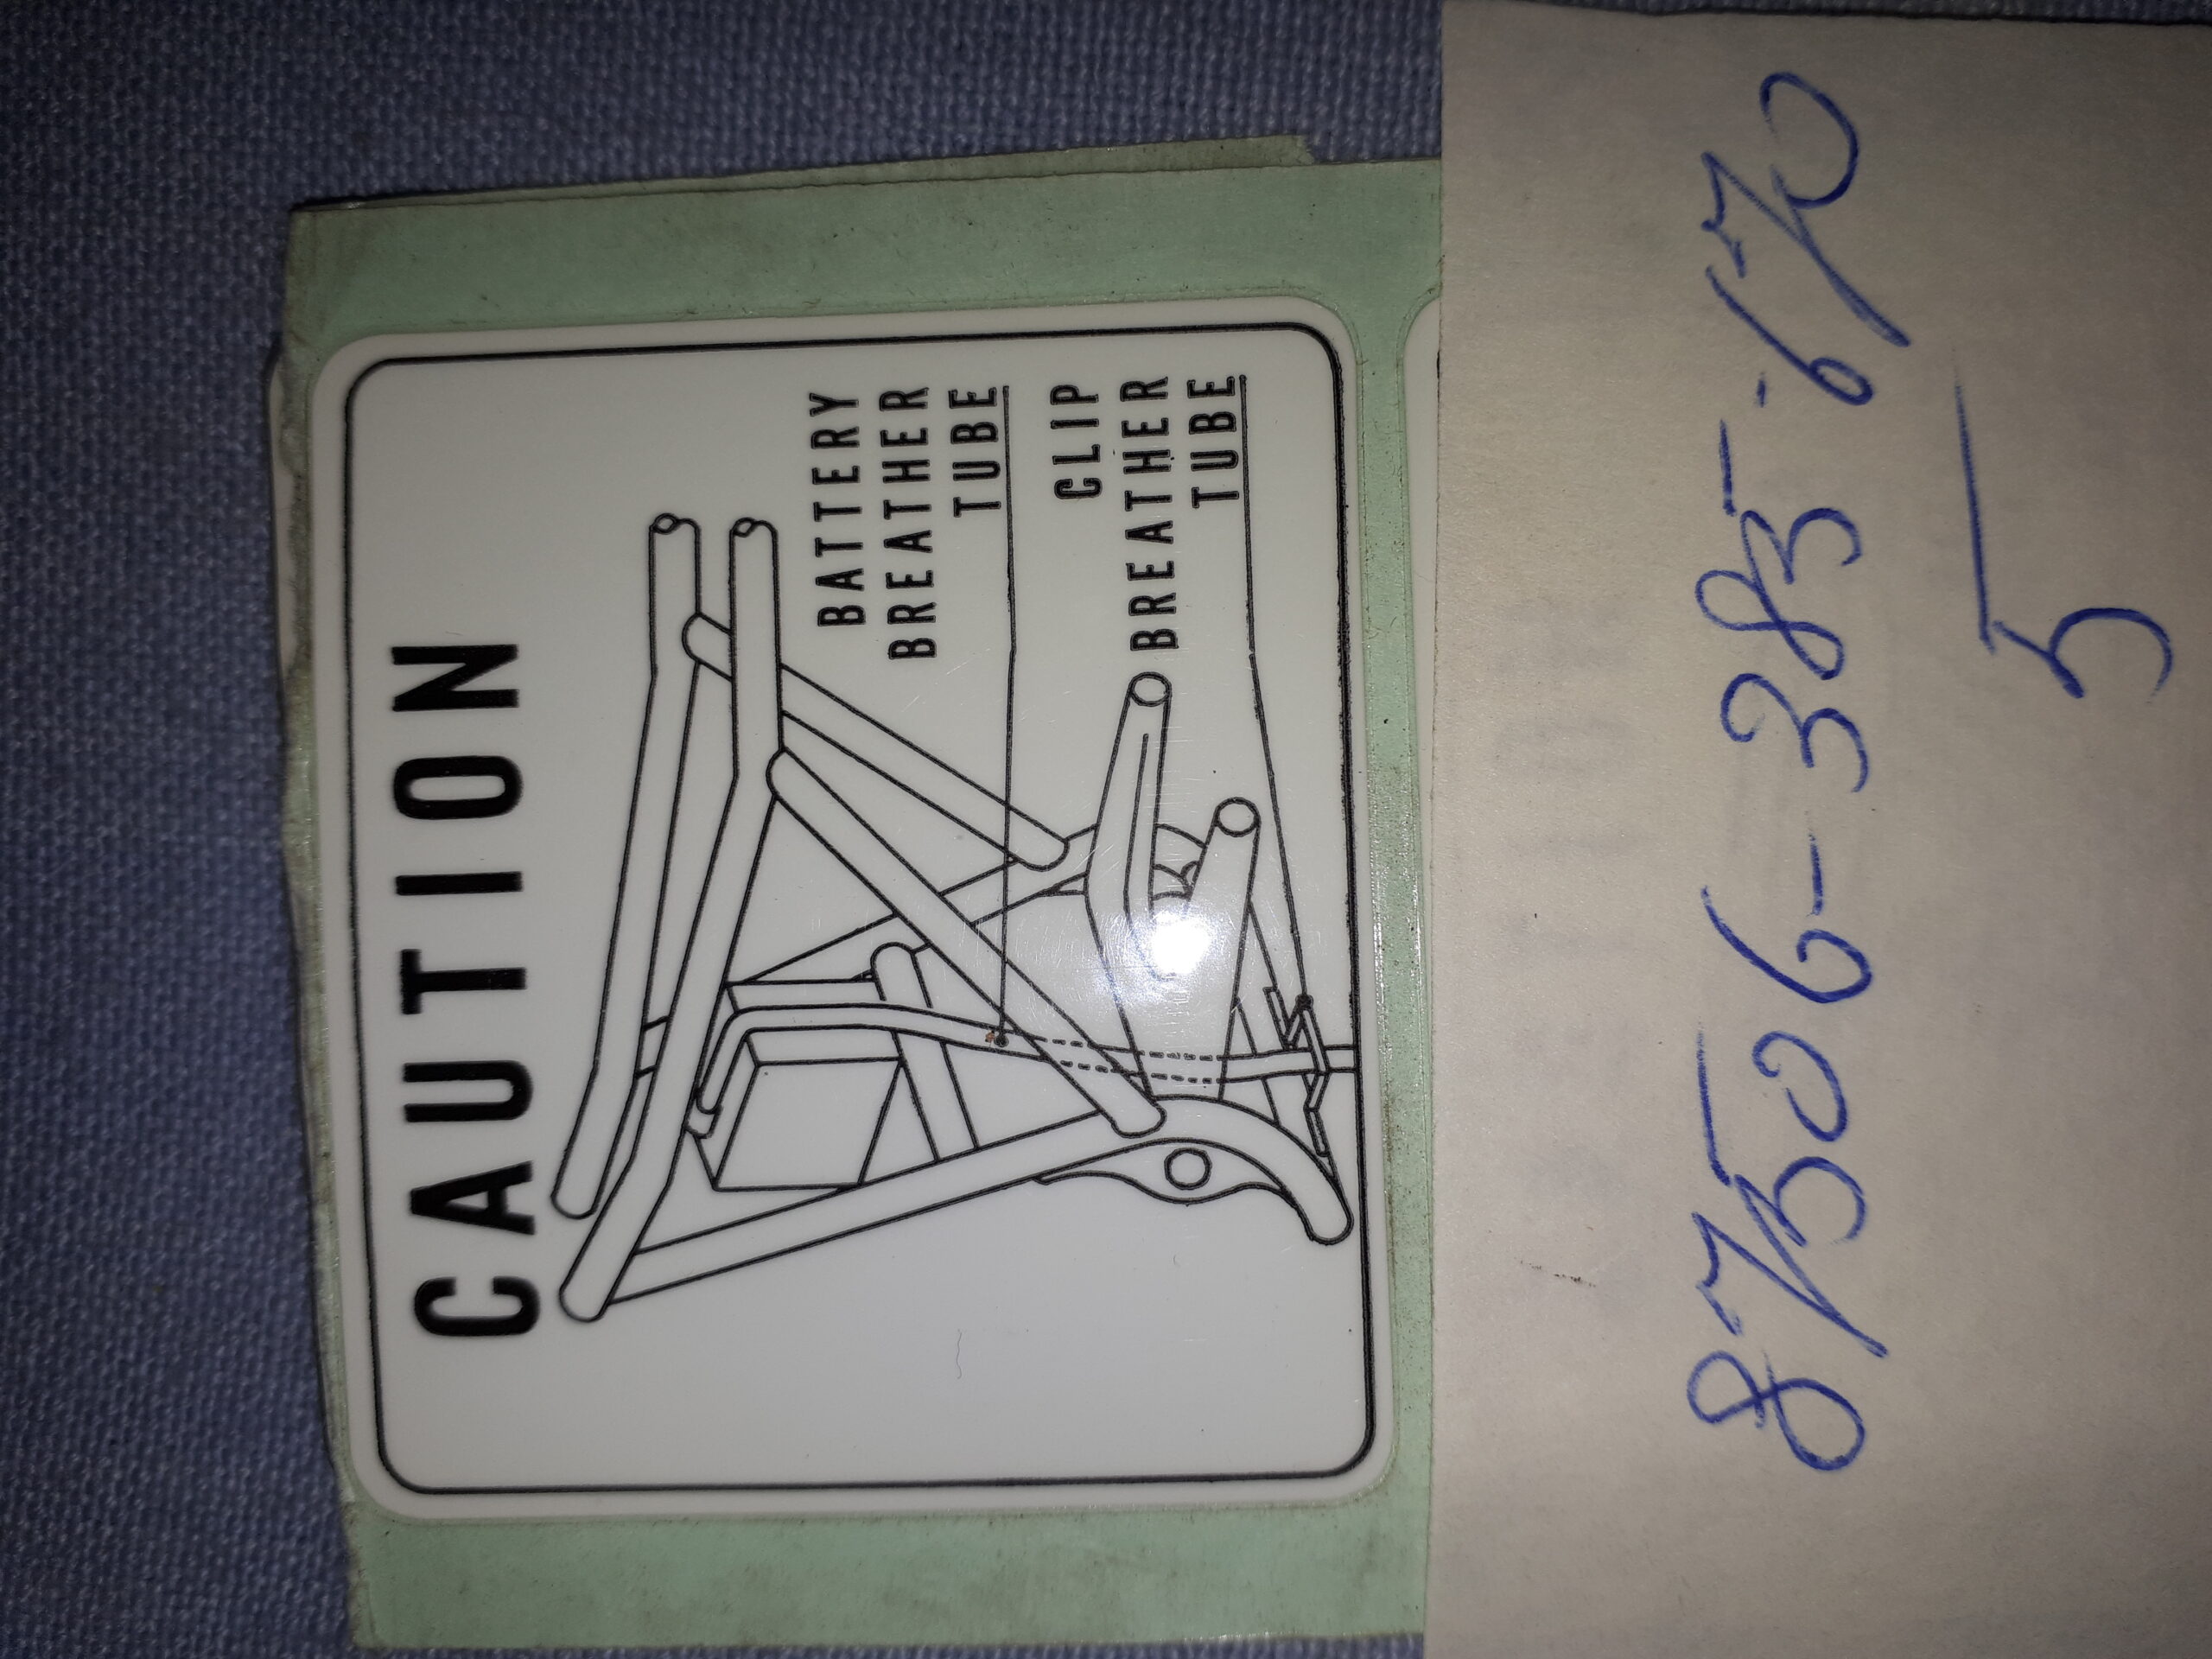 CAUTION
BATTERY
BREATHER
TUBE
CLIP
BREATHER
TUBE
87506-385-670
5